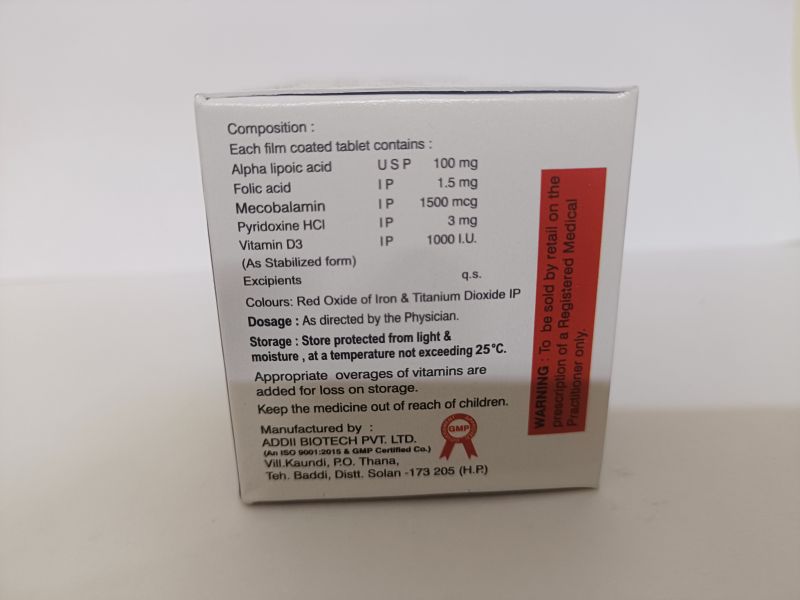 Composition :
Each film coated tablet contains :
Alpha lipoic acid USP 100 mg
Folic acid IP 1.5 mg
Mecobalamin IP 1500 mcg
Pyridoxine HCl IP 3 mg
Vitamin D3 IP 1000 I.U.
(As Stabilized form)
Excipients q.s.
Colours: Red Oxide of Iron & Titanium Dioxide IP
Dosage : As directed by the Physician.
Storage : Store protected from light &
moisture , at a temperature not exceeding 25°C.
Appropriate overages of vitamins are
added for loss on storage.
Keep the medicine out of reach of children.
Manufactured by :
ADDII BIOTECH PVT. LTD.
(An ISO 9001:2015 & GMP Certified Co.)
Vill.Kaundi, P.O. Thana,
Teh. Baddi, Distt. Solan -173 205 (H.P.)
GMP
WARNING : To be sold by retail on the
prescription of a Registered Medical
Practitioner only.